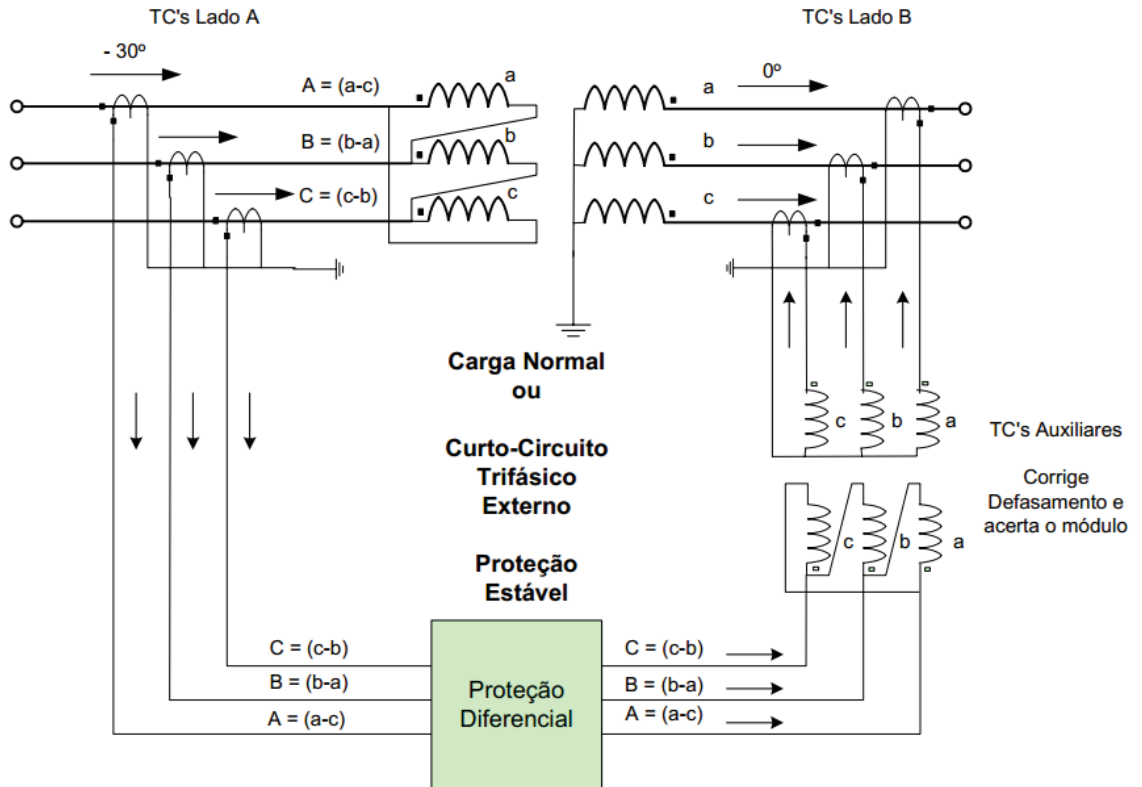 TC's Lado A
TC's Lado B
- 30º
0º
A = (a-c)
a
a
B = (b-a)
b
b
C = (c-b)
c
c
Carga Normal
ou
Curto-Circuito
Trifásico
Externo
Proteção
Estável
c
b
a
TC's Auxiliares
Corrige
Defasamento e
acerta o módulo
c
b
a
C = (c-b)
C = (c-b)
B = (b-a)
B = (b-a)
A = (a-c)
A = (a-c)
Proteção
Diferencial